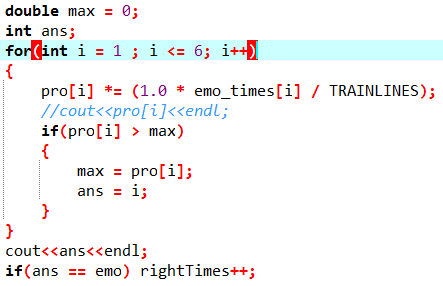 double max = 0;
int ans;
for(int i = 1 ; i <= 6; i++)
{
    pro[i] *= (1.0 * emo_times[i] / TRAINLINES);
    //cout<<pro[i]<<endl;
    if(pro[i] > max)
    {
        max = pro[i];
        ans = i;
    }
}
cout<<ans<<endl;
if(ans == emo) rightTimes++;